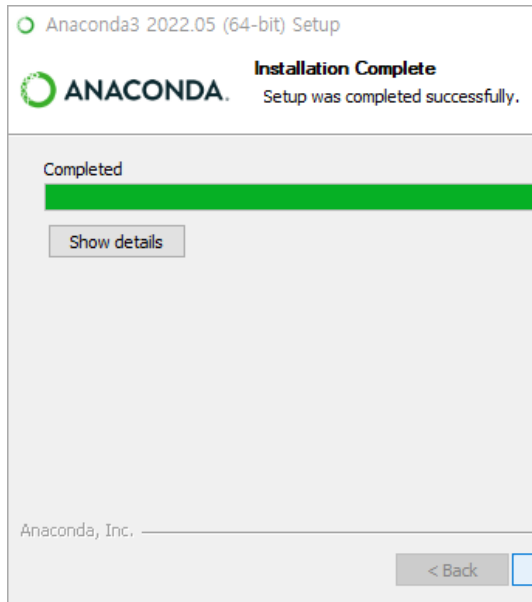 Anaconda3 2022.05 (64-bit) Setup
ANACONDA.
Installation Complete
Setup was completed successfully.
Completed
Show details
Anaconda, Inc.
< Back